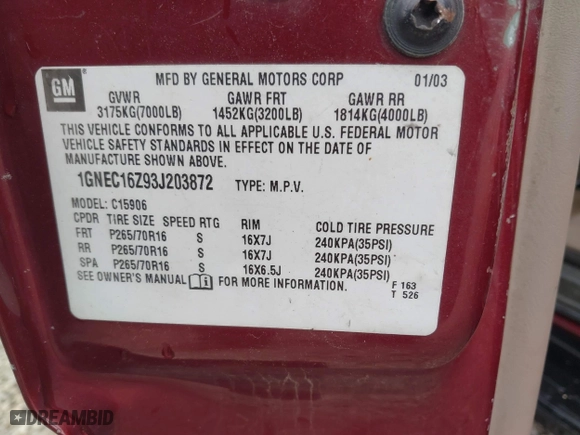 GM
MFD BY GENERAL MOTORS CORP 01/03
GVWR GAWR FRT GAWR RR
3175KG(7000LB) 1452KG(3200LB) 1814KG(4000LB)
THIS VEHICLE CONFORMS TO ALL APPLICABLE U.S. FEDERAL MOTOR
VEHICLE SAFETY STANDARDS IN EFFECT ON THE DATE OF
MANUFACTURE SHOWN ABOVE.
1GNEC16Z93J203872 TYPE: M.P.V.
MODEL: C15906
CPDR TIRE SIZE SPEED RTG RIM COLD TIRE PRESSURE
FRT P265/70R16 S 16X7J 240KPA(35PSI)
RR P265/70R16 S 16X7J 240KPA(35PSI)
SPA P265/70R16 S 16X6.5J 240KPA(35PSI)
SEE OWNER'S MANUAL FOR MORE INFORMATION.
F 163
T 526
DREAMBID